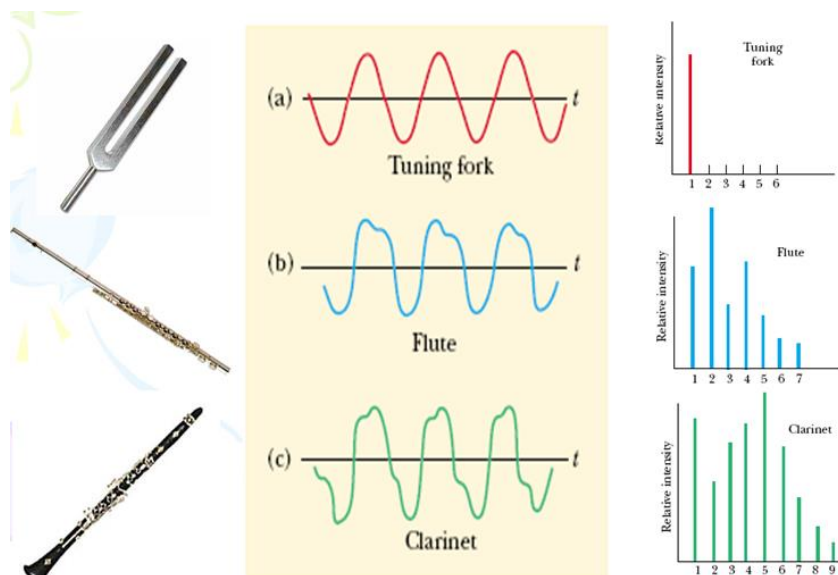 (a)
t
Tuning fork
(b)
t
Flute
(c)
t
Clarinet
Relative intensity
Tuning
fork
1 2 3 4 5 6
Relative intensity
Flute
1 2 3 4 5 6 7
Relative intensity
Clarinet
1 2 3 4 5 6 7 8 9